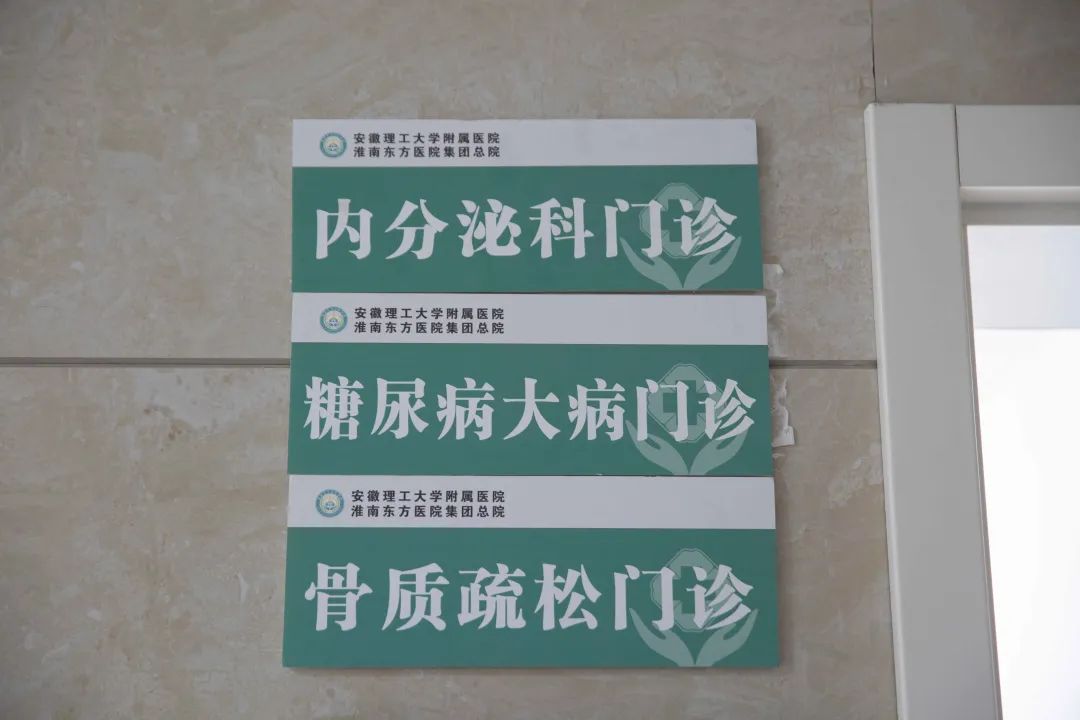 安徽理工大学附属医院
淮南东方医院集团总院
内分泌科门诊
安徽理工大学附属医院
淮南东方医院集团总院
糖尿病大病门诊
安徽理工大学附属医院
淮南东方医院集团总院
骨质疏松门诊